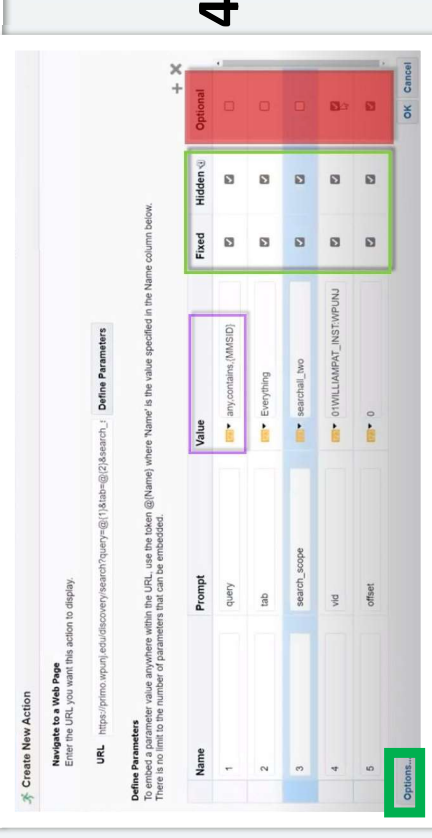 4
Create New Action
Navigate to a Web Page
Enter the URL you want this action to display.
URL https://primo.wpunj.edu/discovery/search?query=@{1}&tab=@{2}&search_s Define Parameters
Define Parameters
To embed a parameter value anywhere within the URL, use the token @{Name} where 'Name' is the value specified in the Name column below.
There is no limit to the number of parameters that can be embedded.
Name Prompt Value Fixed Hidden Optional
1 query any,contains,{MMSID}
2 tab Everything
3 search_scope searchall_two
4 vid 01WILLIAMPAT_INST:WPUNJ
5 offset 0
Options... OK Cancel